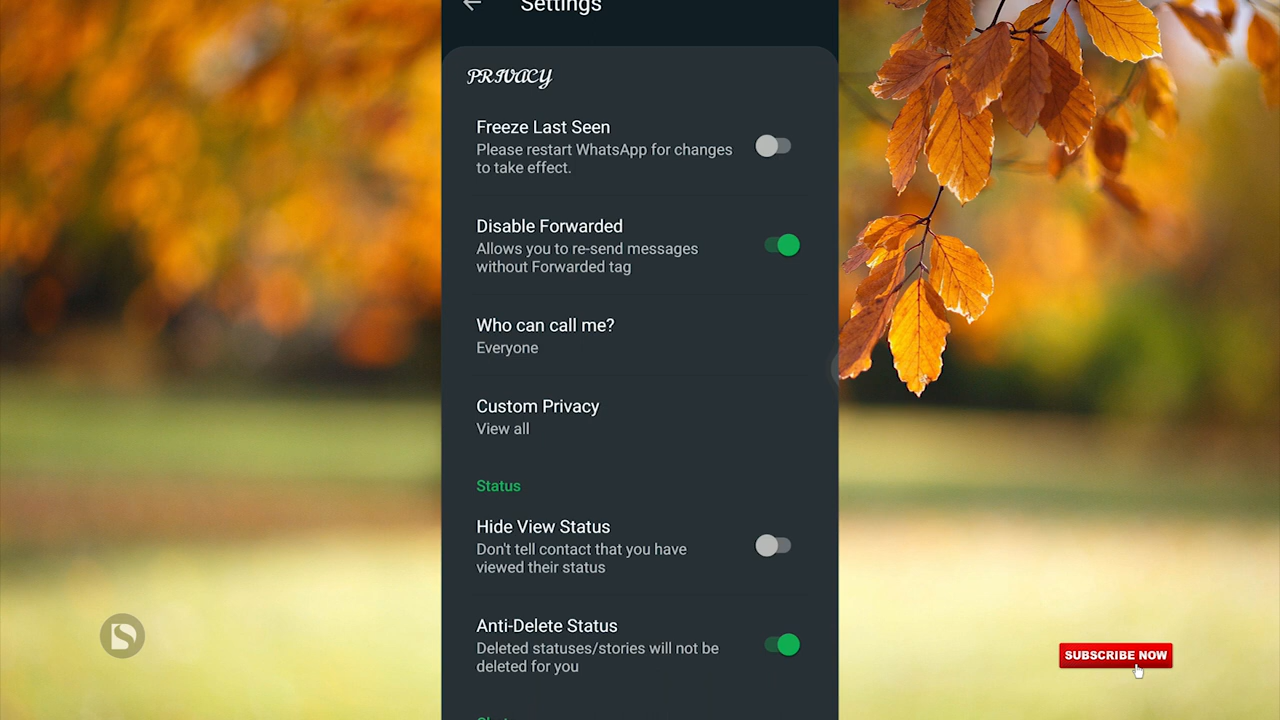 Settings
PRIVACY
Freeze Last Seen
Please restart WhatsApp for changes
to take effect.
Disable Forwarded
Allows you to re-send messages
without Forwarded tag
Who can call me?
Everyone
Custom Privacy
View all
Status
Hide View Status
Don't tell contact that you have
viewed their status
Anti-Delete Status
Deleted statuses/stories will not be
deleted for you
SUBSCRIBE NOW